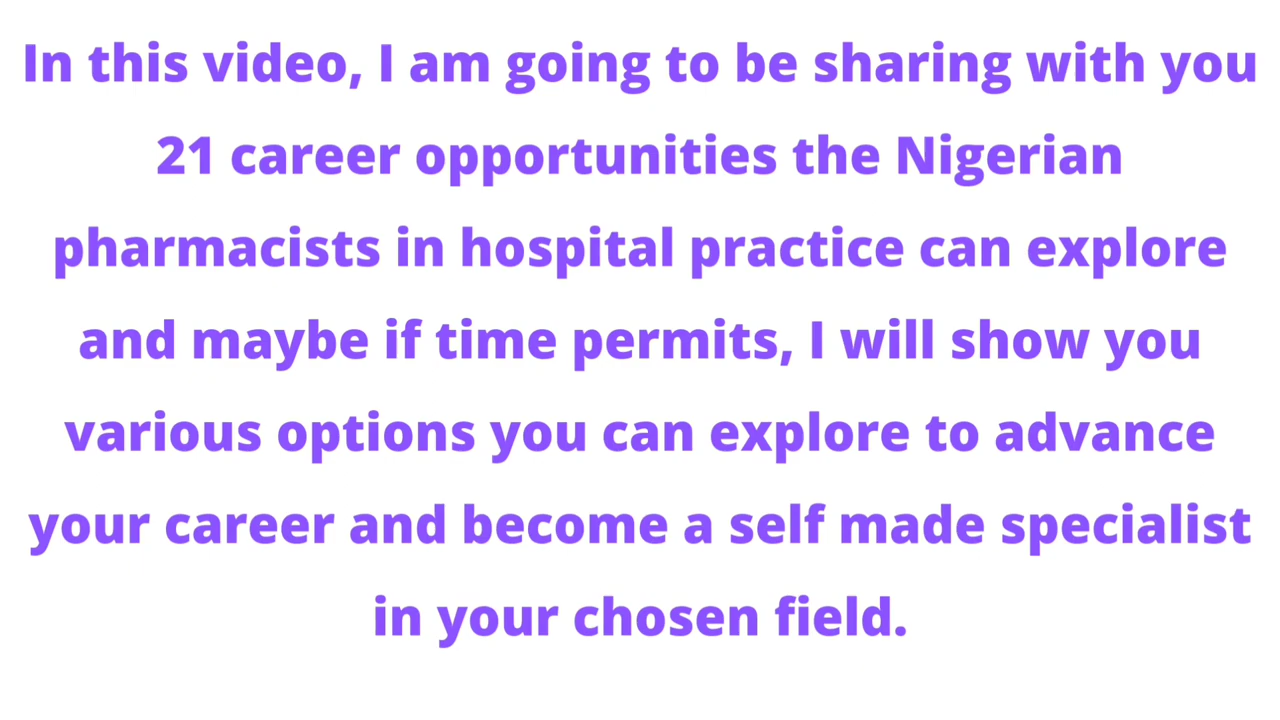 In this video, I am going to be sharing with you
21 career opportunities the Nigerian
pharmacists in hospital practice can explore
and maybe if time permits, I will show you
various options you can explore to advance
your career and become a self made specialist
in your chosen field.